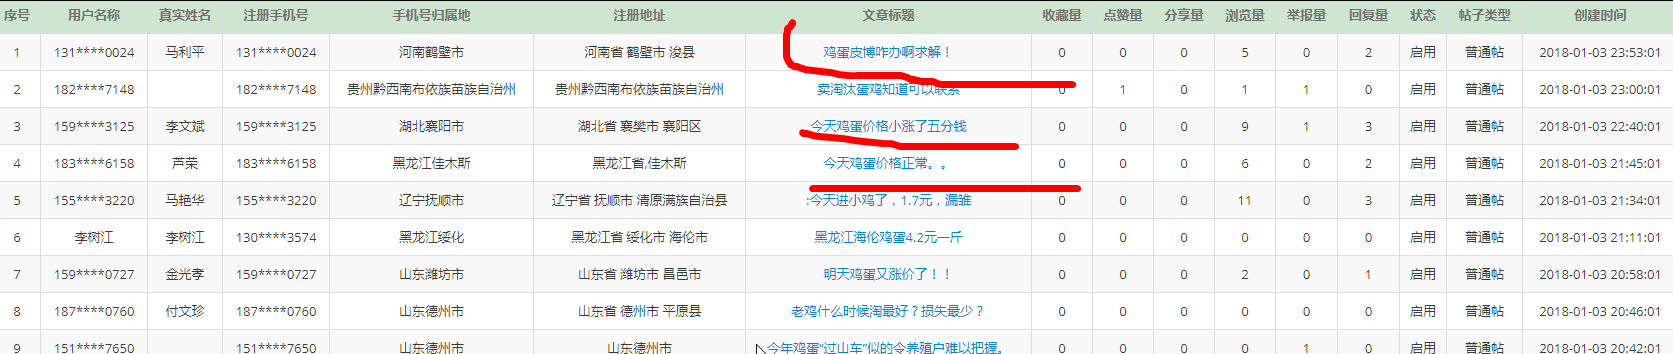 序号 用户名称 真实姓名 注册手机号 手机号归属地 注册地址 文章标题 收藏量 点赞量 分享量 浏览量 举报量 回复量 状态 帖子类型 创建时间
1 131****0024 马利平 131****0024 河南鹤壁市 河南省 鹤壁市 浚县 鸡蛋皮博咋办啊求解！ 0 0 0 5 0 2 启用 普通帖 2018-01-03 23:53:01
2 182****7148 182****7148 贵州黔西南布依族苗族自治州 贵州黔西南布依族苗族自治州 卖淘汰蛋鸡知道可以联系 0 1 0 1 1 0 启用 普通帖 2018-01-03 23:00:01
3 159****3125 李文斌 159****3125 湖北襄阳市 湖北省 襄樊市 襄阳区 今天鸡蛋价格小涨了五分钱 0 0 0 9 1 3 启用 普通帖 2018-01-03 22:40:01
4 183****6158 芦荣 183****6158 黑龙江佳木斯 黑龙江省,佳木斯 今天鸡蛋价格正常。。 0 0 0 6 0 2 启用 普通帖 2018-01-03 21:45:01
5 155****3220 马艳华 155****3220 辽宁抚顺市 辽宁省 抚顺市 清原满族自治县 :今天进小鸡了，1.7元，漏雏 0 0 0 11 0 3 启用 普通帖 2018-01-03 21:34:01
6 李树江 李树江 130****3574 黑龙江绥化 黑龙江省 绥化市 海伦市 黑龙江海伦鸡蛋4.2元一斤 0 0 0 0 0 0 启用 普通帖 2018-01-03 21:11:01
7 159****0727 金光孝 159****0727 山东潍坊市 山东省 潍坊市 昌邑市 明天鸡蛋又涨价了！！ 0 0 0 2 0 1 启用 普通帖 2018-01-03 20:58:01
8 187****0760 付文珍 187****0760 山东德州市 山东省 德州市 平原县 老鸡什么时候淘最好？损失最少？ 0 0 0 0 0 0 启用 普通帖 2018-01-03 20:46:01
9 151****7650 151****7650 山东德州市 山东德州市 今年鸡蛋“过山车”似的令养殖户难以把握。 0 0 0 0 1 0 启用 普通帖 2018-01-03 20:42:01